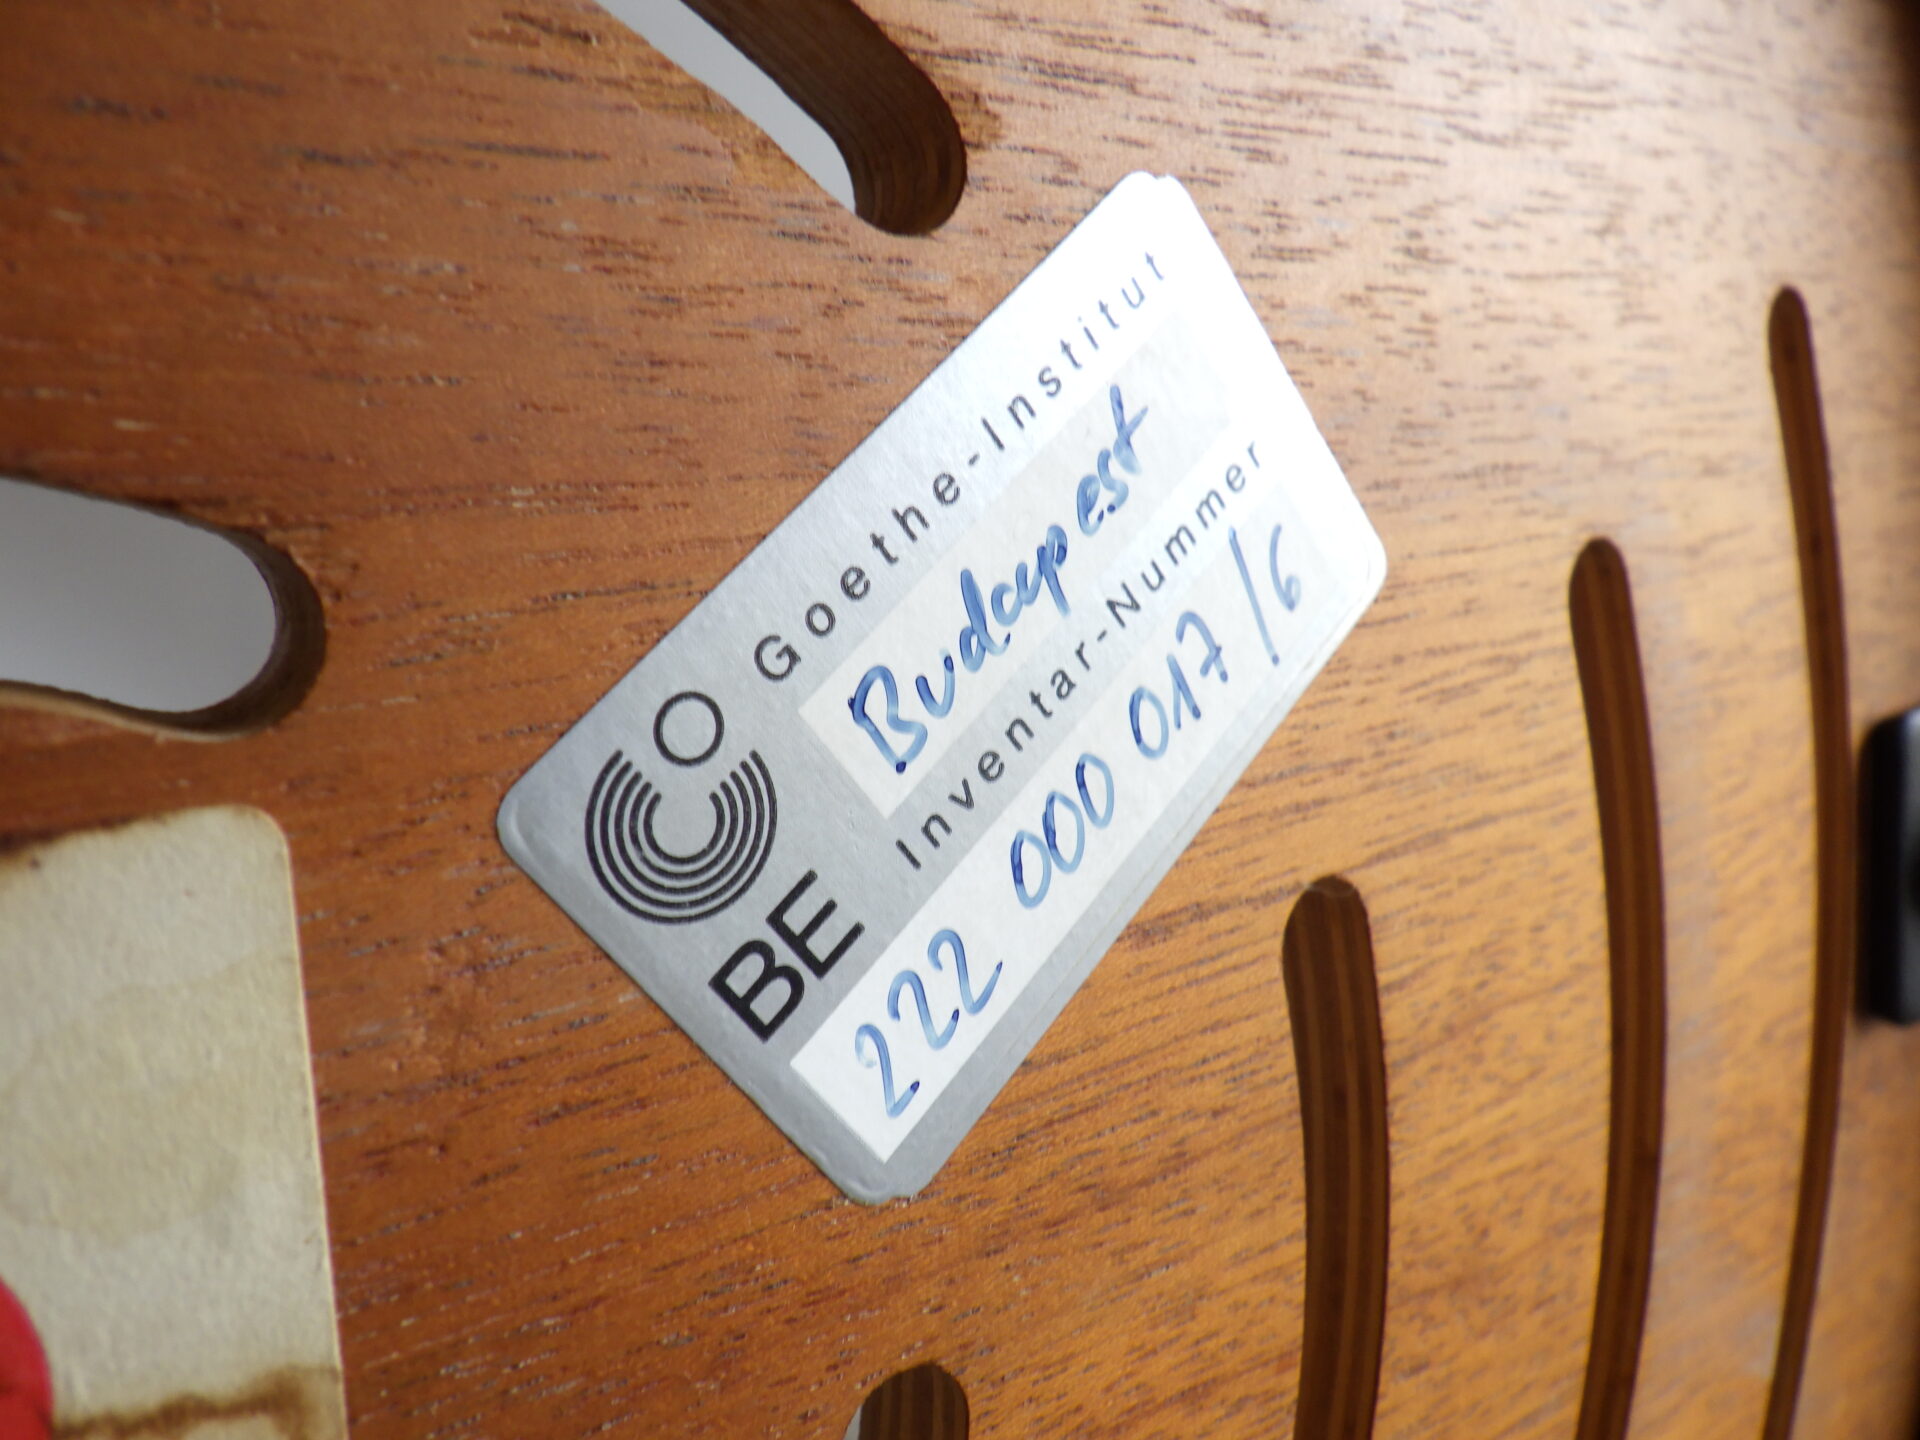 Goethe-Institut
Budapest
Inventar-Nummer
BE
222 000 017/6